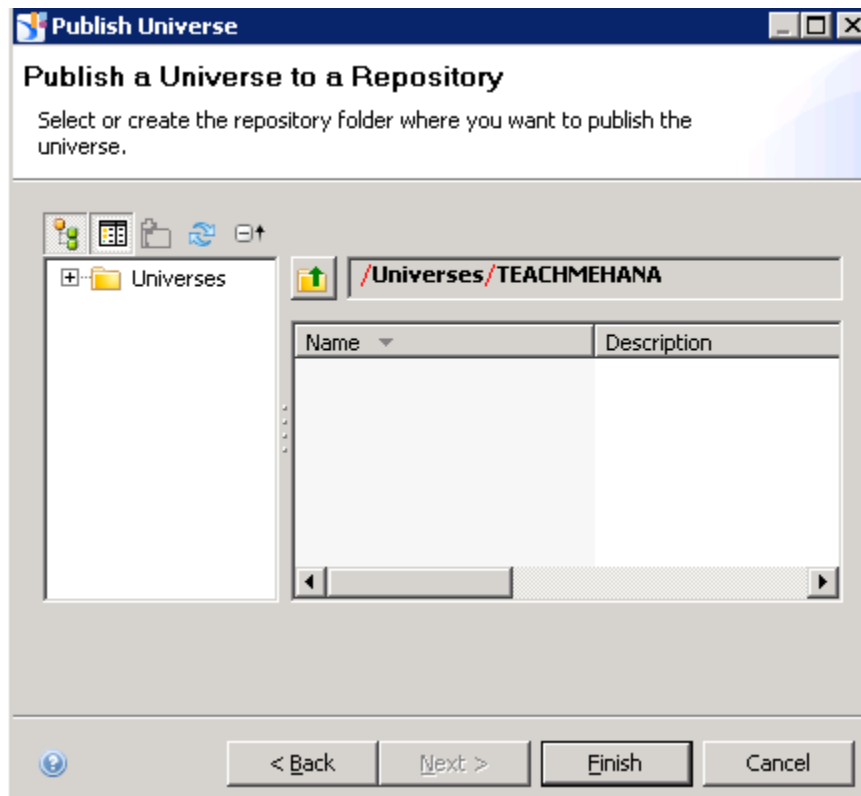 Publish Universe
Publish a Universe to a Repository
Select or create the repository folder where you want to publish the
universe.
Universes
/Universes/TEACHMEHANA
Name
Description
< Back
Next >
Finish
Cancel